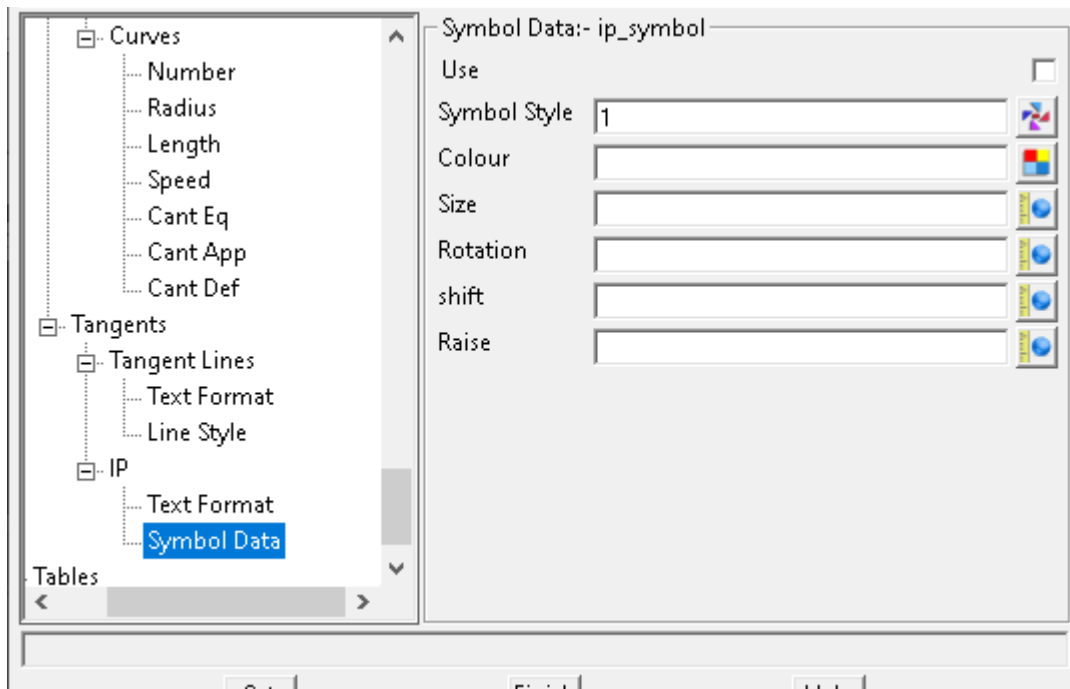 Curves
Number
Radius
Length
Speed
Cant Eq
Cant App
Cant Def
Tangents
Tangent Lines
Text Format
Line Style
IP
Text Format
Symbol Data
Tables
Symbol Data:- ip_symbol
Use
Symbol Style 1
Colour
Size
Rotation
shift
Raise